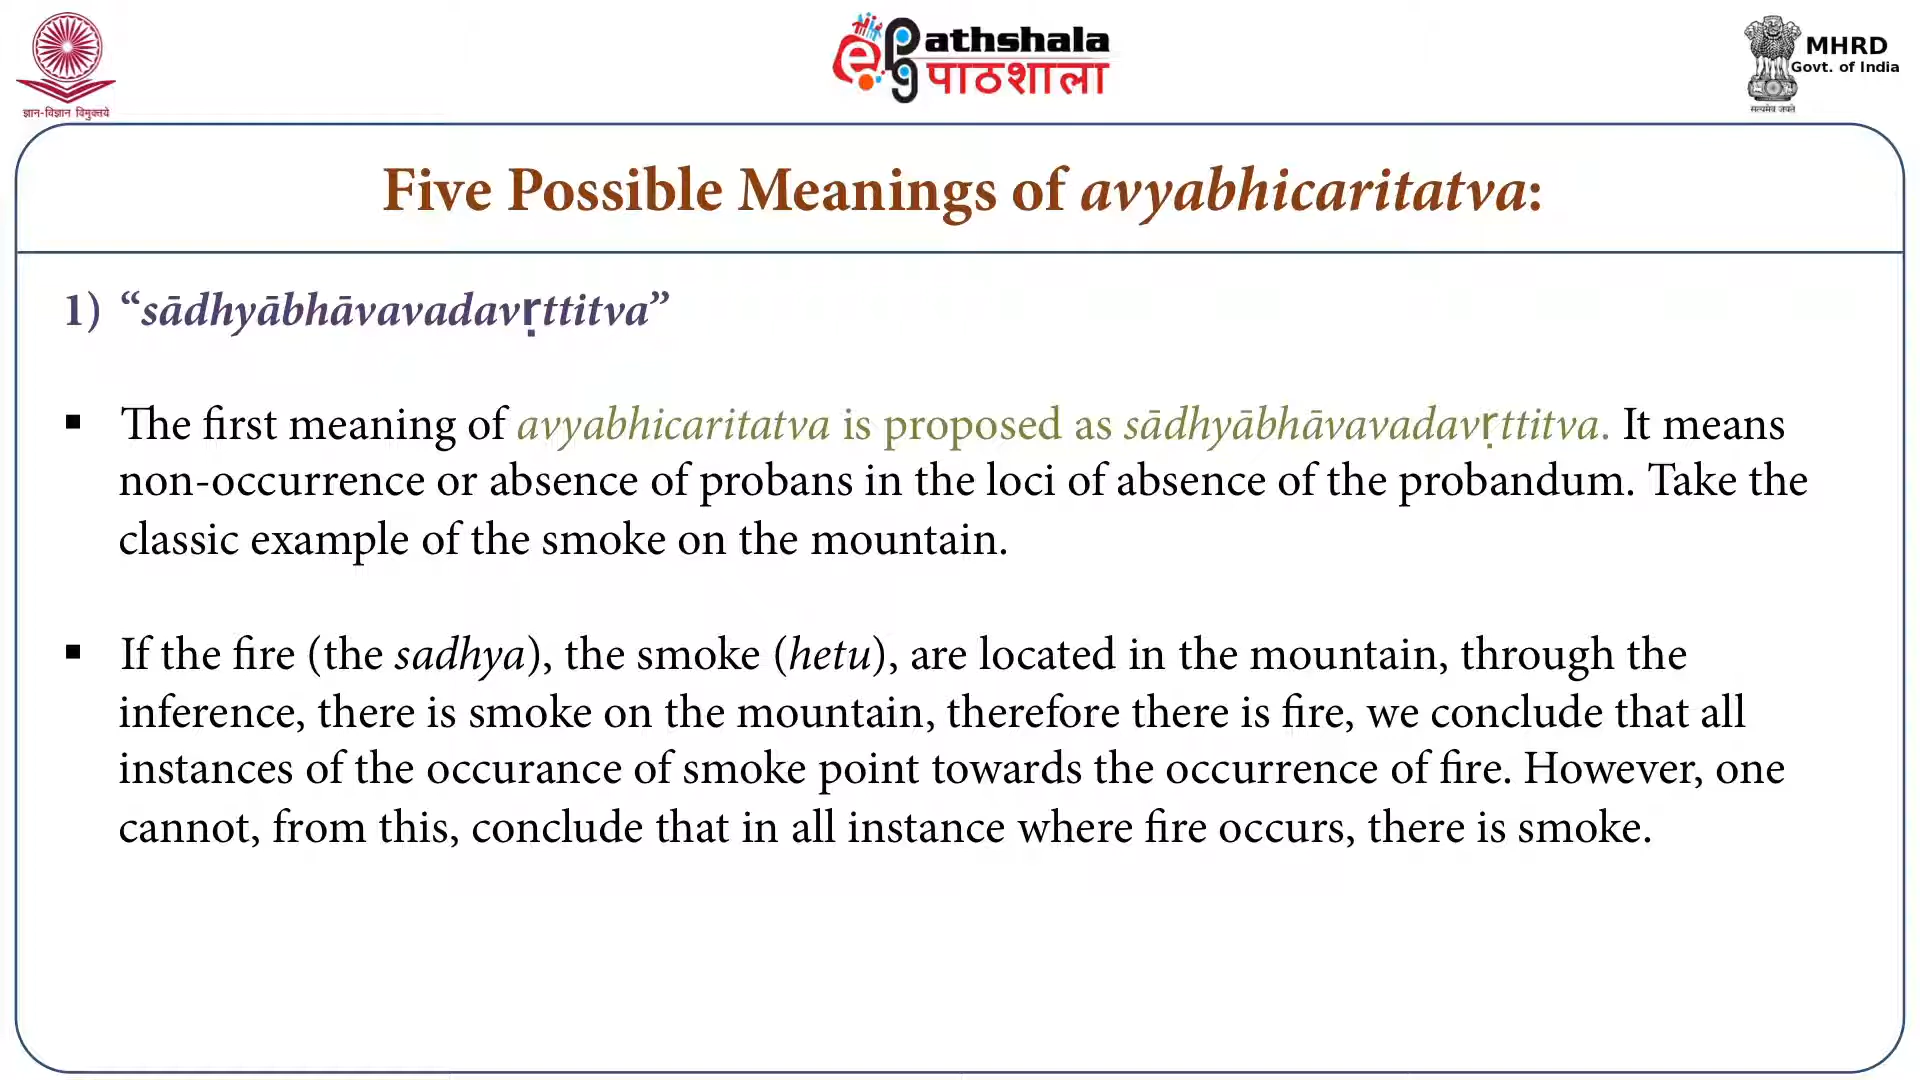 ज्ञान-विज्ञान विमुक्तये
ePG Pathshala
पाठशाला
MHRD
Govt. of India
सत्यमेव जयते
Five Possible Meanings of avyabhicaritatva:
1) “sādhyābhāvavadavṛttitva”
▪ The first meaning of avyabhicaritatva is proposed as sādhyābhāvavadavṛttitva. It means
non-occurrence or absence of probans in the loci of absence of the probandum. Take the
classic example of the smoke on the mountain.
▪ If the fire (the sadhya), the smoke (hetu), are located in the mountain, through the
inference, there is smoke on the mountain, therefore there is fire, we conclude that all
instances of the occurance of smoke point towards the occurrence of fire. However, one
cannot, from this, conclude that in all instance where fire occurs, there is smoke.